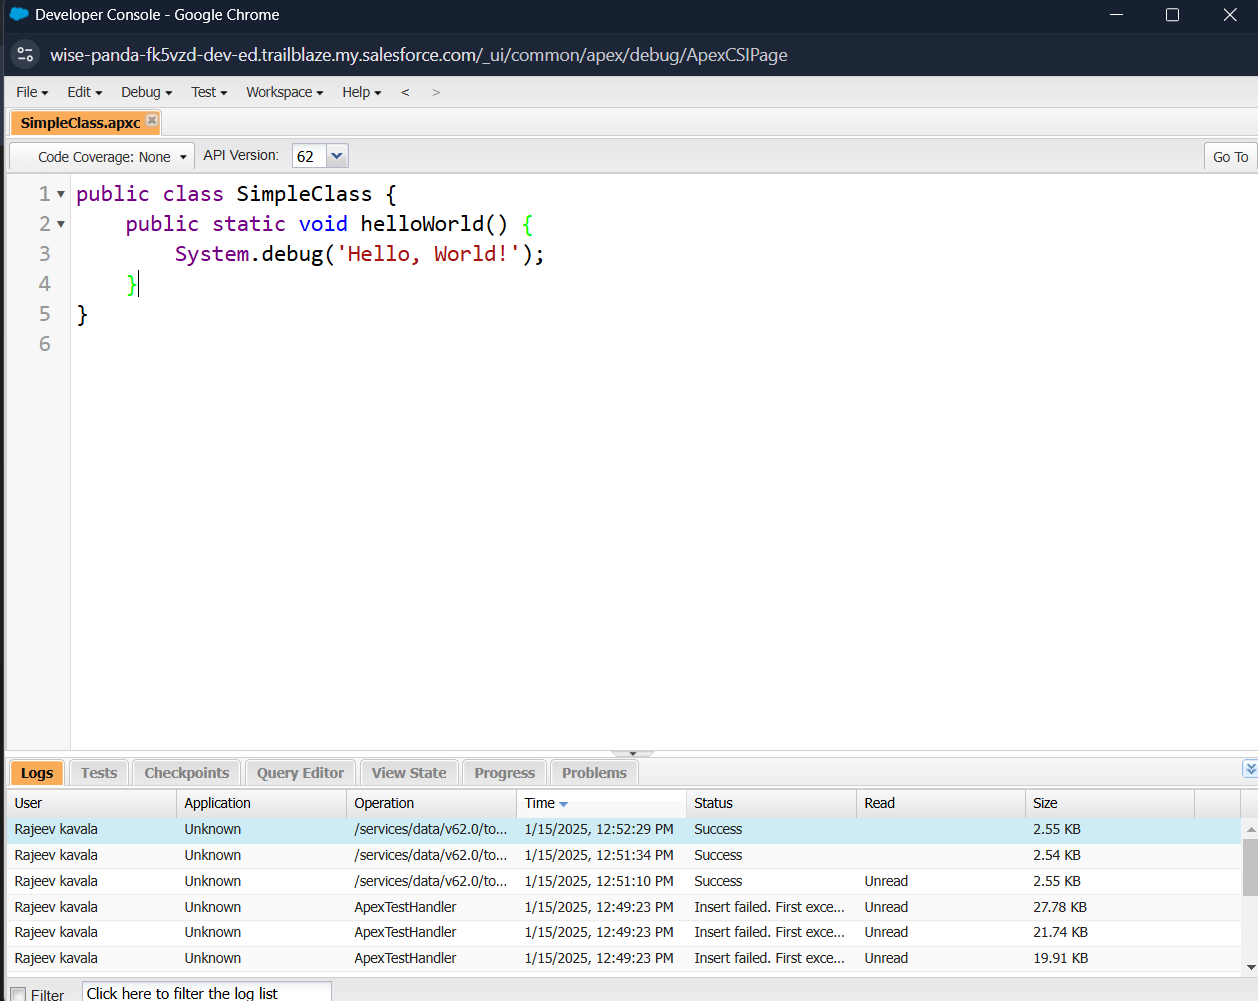 Developer Console - Google Chrome
wise-panda-fk5vzd-dev-ed.trailblaze.my.salesforce.com/_ui/common/apex/debug/ApexCSIPage
File Edit Debug Test Workspace Help < >
SimpleClass.apxc
Code Coverage: None API Version: 62 Go To
1 public class SimpleClass {
2 public static void helloWorld() {
3 System.debug('Hello, World!');
4 }
5 }
6
Logs Tests Checkpoints Query Editor View State Progress Problems
User Application Operation Time Status Read Size
Rajeev kavala Unknown /services/data/v62.0/to... 1/15/2025, 12:52:29 PM Success 2.55 KB
Rajeev kavala Unknown /services/data/v62.0/to... 1/15/2025, 12:51:34 PM Success 2.54 KB
Rajeev kavala Unknown /services/data/v62.0/to... 1/15/2025, 12:51:10 PM Success Unread 2.55 KB
Rajeev kavala Unknown ApexTestHandler 1/15/2025, 12:49:23 PM Insert failed. First exce... Unread 27.78 KB
Rajeev kavala Unknown ApexTestHandler 1/15/2025, 12:49:23 PM Insert failed. First exce... Unread 21.74 KB
Rajeev kavala Unknown ApexTestHandler 1/15/2025, 12:49:23 PM Insert failed. First exce... Unread 19.91 KB
Filter Click here to filter the log list